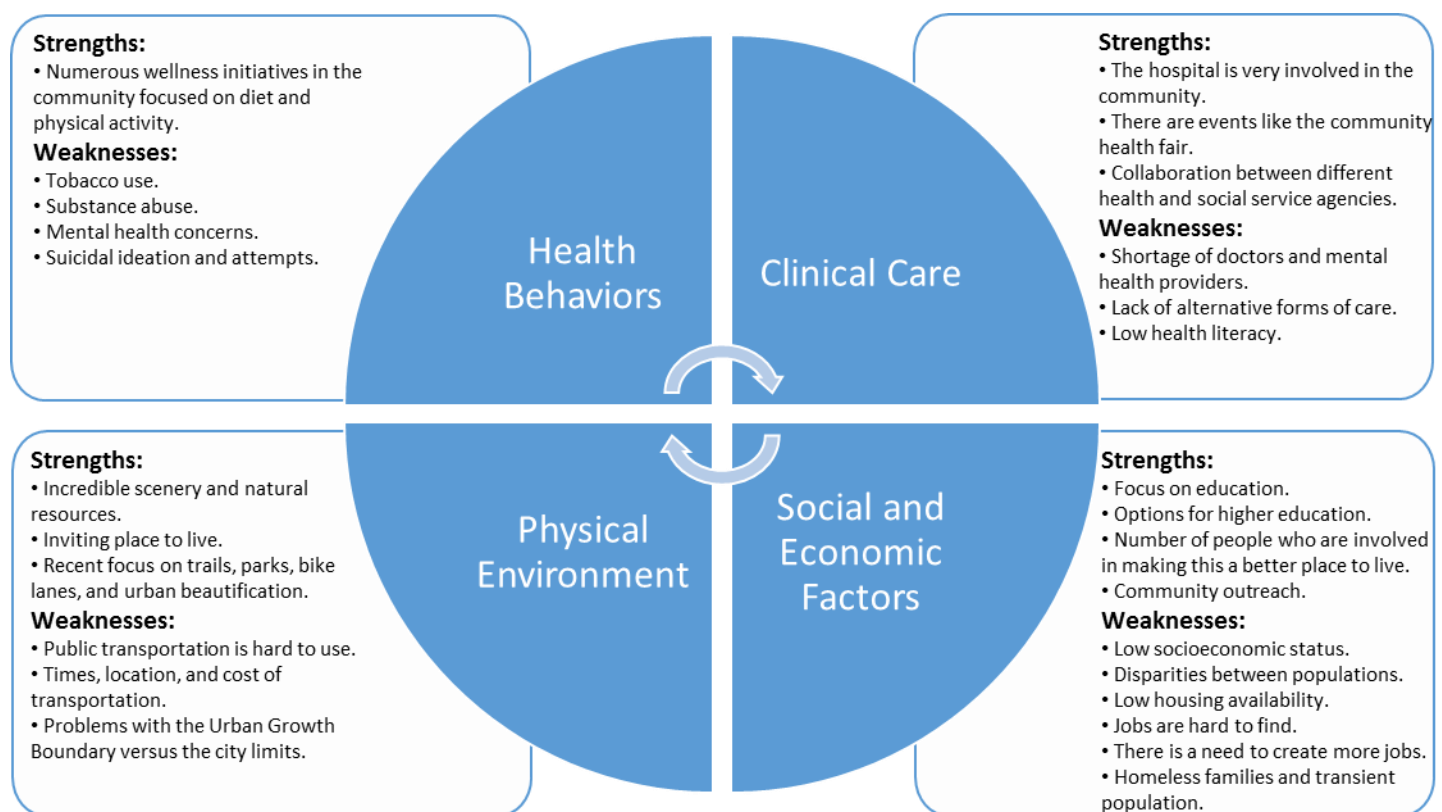 Strengths:
• Numerous wellness initiatives in the
community focused on diet and
physical activity.
Weaknesses:
• Tobacco use.
• Substance abuse.
• Mental health concerns.
• Suicidal ideation and attempts.
Health
Behaviors
Clinical Care
Strengths:
• The hospital is very involved in the
community.
• There are events like the community
health fair.
• Collaboration between different
health and social service agencies.
Weaknesses:
• Shortage of doctors and mental
health providers.
• Lack of alternative forms of care.
• Low health literacy.
Strengths:
• Incredible scenery and natural
resources.
• Inviting place to live.
• Recent focus on trails, parks, bike
lanes, and urban beautification.
Weaknesses:
• Public transportation is hard to use.
• Times, location, and cost of
transportation.
• Problems with the Urban Growth
Boundary versus the city limits.
Physical
Environment
Social and
Economic
Factors
Strengths:
• Focus on education.
• Options for higher education.
• Number of people who are involved
in making this a better place to live.
• Community outreach.
Weaknesses:
• Low socioeconomic status.
• Disparities between populations.
• Low housing availability.
• Jobs are hard to find.
• There is a need to create more jobs.
• Homeless families and transient
population.